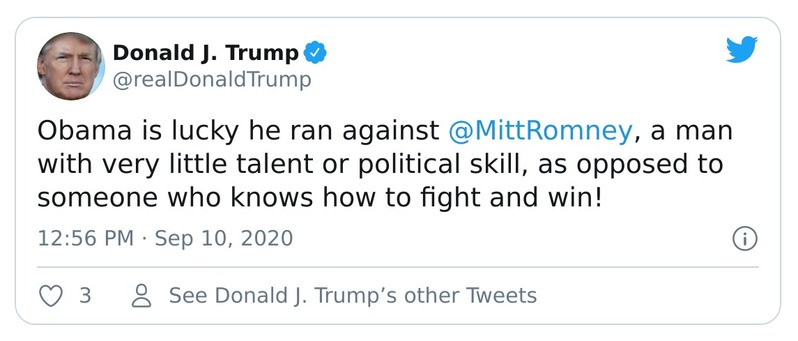 Donald J. Trump
@realDonaldTrump
Obama is lucky he ran against @MittRomney, a man
with very little talent or political skill, as opposed to
someone who knows how to fight and win!
12:56 PM · Sep 10, 2020
3
See Donald J. Trump’s other Tweets